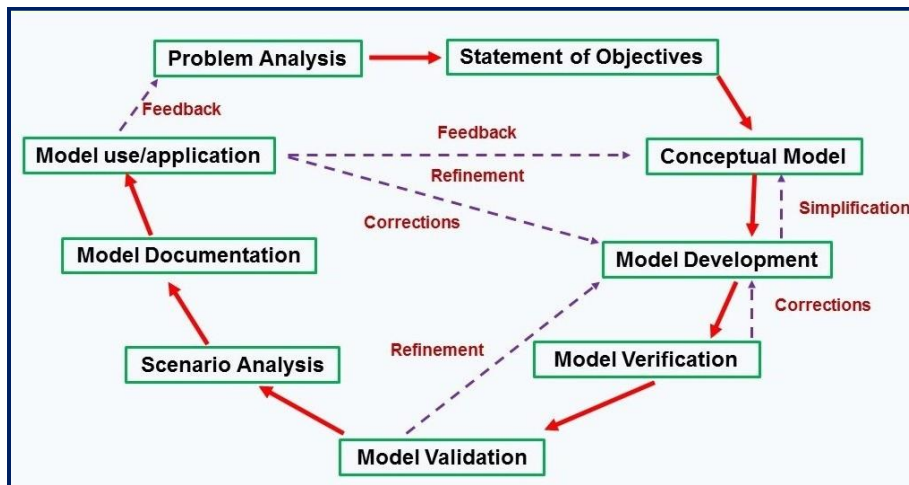 Problem Analysis
Statement of Objectives
Feedback
Model use/application
Feedback
Conceptual Model
Refinement
Simplification
Corrections
Model Documentation
Model Development
Corrections
Refinement
Scenario Analysis
Model Verification
Model Validation